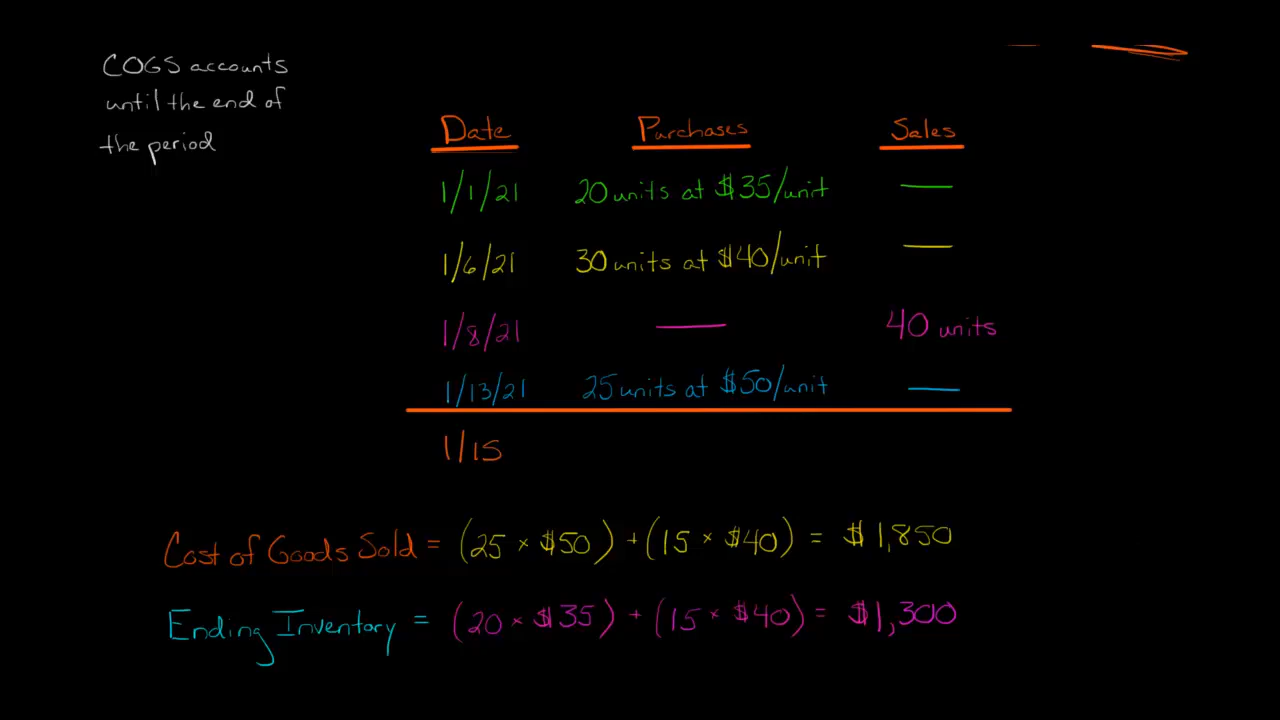 COGS accounts
until the end of
the period
Date Purchases Sales
1/1/21 20 units at $35/unit —
1/6/21 30 units at $40/unit —
1/8/21 — 40 units
1/13/21 25 units at $50/unit —
1/15
Cost of Goods Sold = (25 × $50) + (15 × $40) = $1,850
Ending Inventory = (20 × $35) + (15 × $40) = $1,300